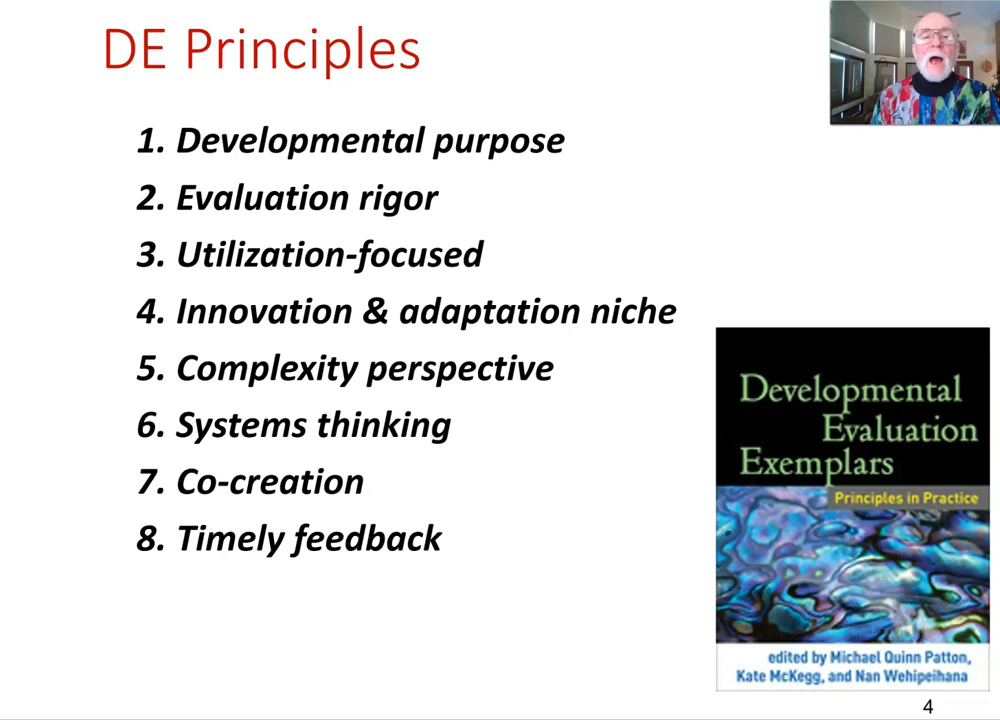 DE Principles
1. Developmental purpose
2. Evaluation rigor
3. Utilization-focused
4. Innovation & adaptation niche
5. Complexity perspective
6. Systems thinking
7. Co-creation
8. Timely feedback
Developmental
Evaluation
Exemplars
Principles in Practice
edited by Michael Quinn Patton,
Kate McKegg, and Nan Wehipeihana
4